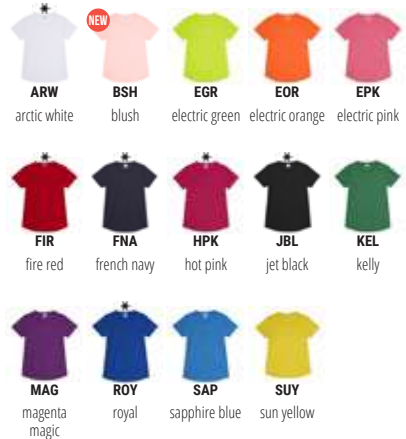 NEW
ARW BSH EGR EOR EPK
arctic white blush electric green electric orange electric pink
FIR FNA HPK JBL KEL
fire red french navy hot pink jet black kelly
MAG ROY SAP SUY
magenta royal sapphire blue sun yellow
magic